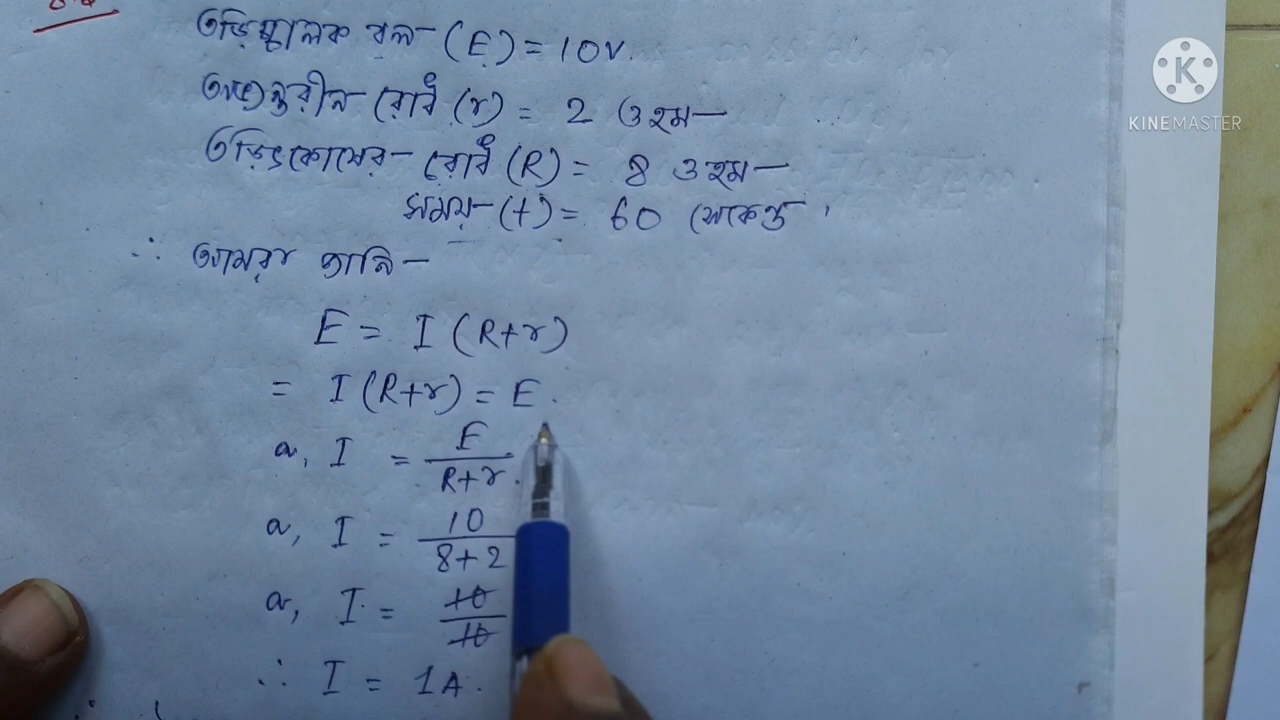 তড়িচ্চালক বল (E) = 10V.
অভ্যন্তরীন রোধ (r) = 2 ওহম
তড়িৎকোষের রোধ (R) = 8 ওহম
সময় (t) = 60 সেকেন্ড
∴ আমরা জানি—
E = I (R+r)
= I (R+r) = E.
বা, I = E/R+r.
বা, I = 10/8+2
বা, I = 10/10
∴ I = 1A.
K
KINEMASTER